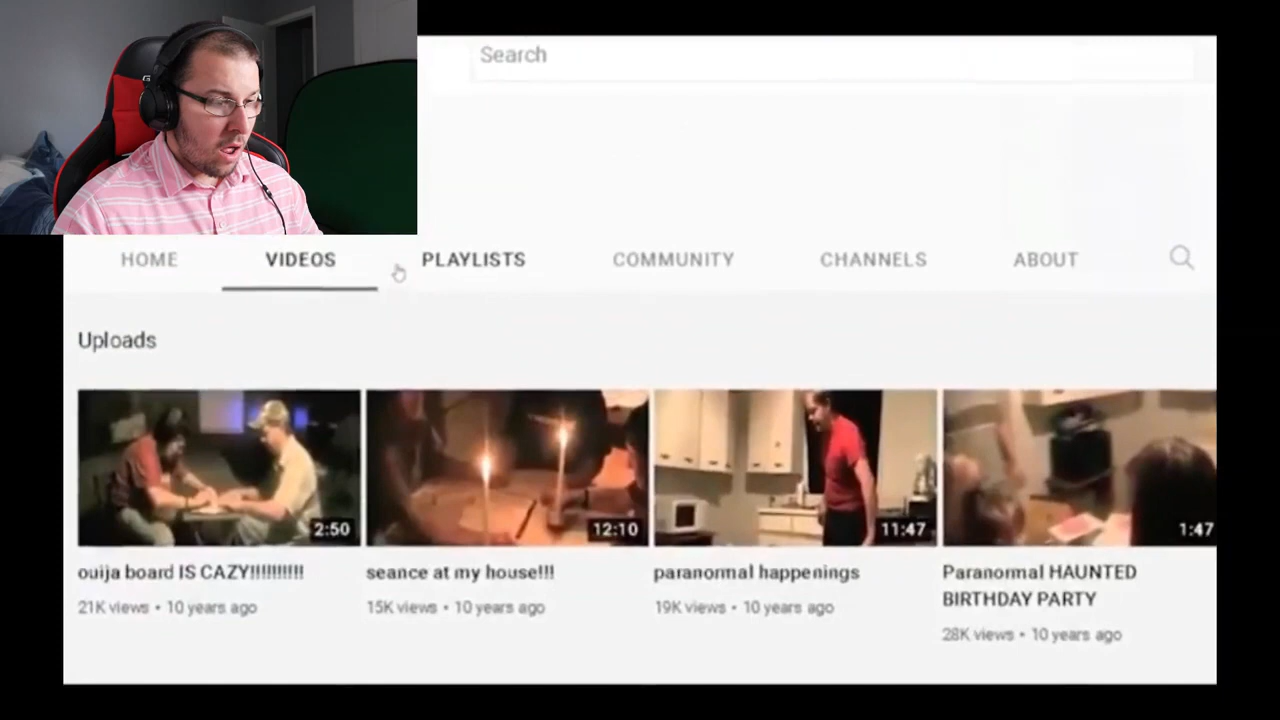 Search
HOME VIDEOS PLAYLISTS COMMUNITY CHANNELS ABOUT
Uploads
2:50 12:10 11:47 1:47
ouija board IS CAZY!!!!!!!!!! seance at my house!!! paranormal happenings Paranormal HAUNTED
BIRTHDAY PARTY
21K views • 10 years ago 15K views • 10 years ago 19K views • 10 years ago
28K views • 10 years ago